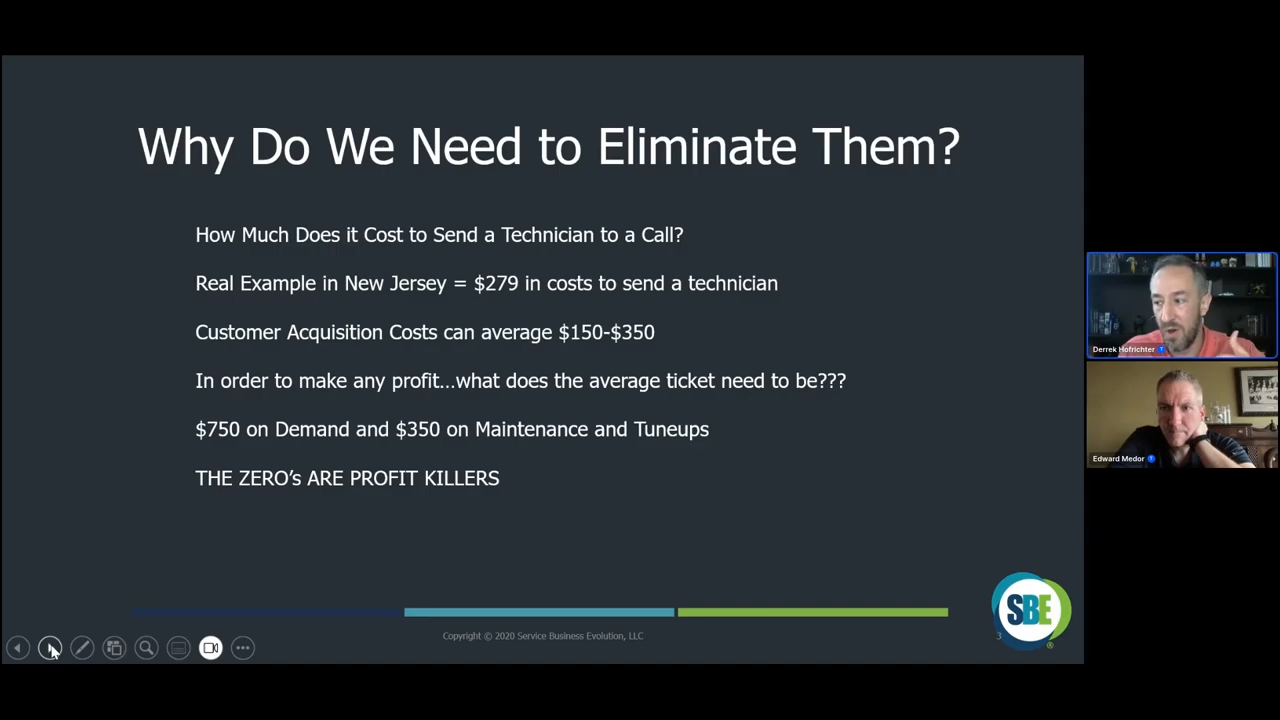 Why Do We Need to Eliminate Them?
How Much Does it Cost to Send a Technician to a Call?
Real Example in New Jersey = $279 in costs to send a technician
Customer Acquisition Costs can average $150-$350
In order to make any profit…what does the average ticket need to be???
$750 on Demand and $350 on Maintenance and Tuneups
THE ZERO's ARE PROFIT KILLERS
Copyright © 2020 Service Business Evolution, LLC
3
SBE
®
Derrek Hofrichter
Edward Medor